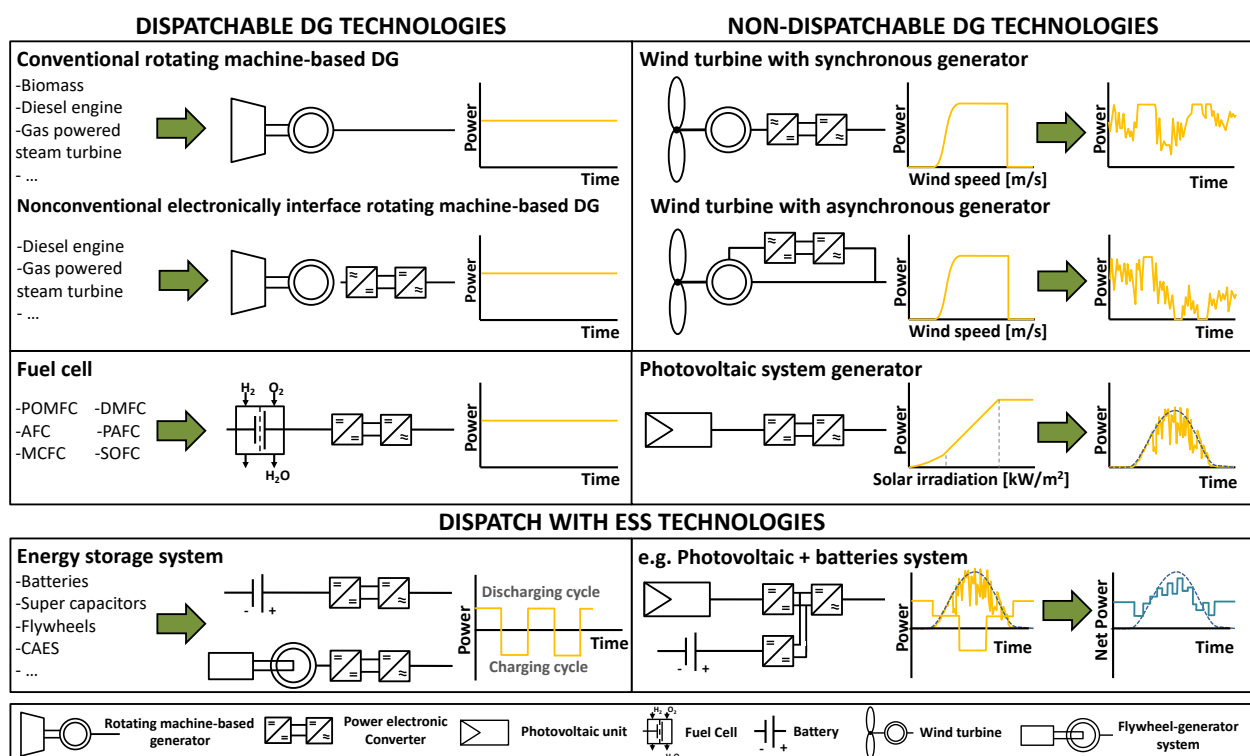 DISPATCHABLE DG TECHNOLOGIES
NON-DISPATCHABLE DG TECHNOLOGIES
Conventional rotating machine-based DG
-Biomass
-Diesel engine
-Gas powered
steam turbine
- ...
Power
Time
Nonconventional electronically interface rotating machine-based DG
-Diesel engine
-Gas powered
steam turbine
- ...
Power
Time
Wind turbine with synchronous generator
Power
Wind speed [m/s]
Power
Time
Wind turbine with asynchronous generator
Power
Wind speed [m/s]
Power
Time
Fuel cell
-POMFC -DMFC
-AFC -PAFC
-MCFC -SOFC
H₂ O₂
H₂O
Power
Time
Photovoltaic system generator
Power
Solar irradiation [kW/m²]
Power
Time
DISPATCH WITH ESS TECHNOLOGIES
Energy storage system
-Batteries
-Super capacitors
-Flywheels
-CAES
- ...
- +
Power
Discharging cycle
Time
Charging cycle
e.g. Photovoltaic + batteries system
- +
Power
Time
Net Power
Time
Rotating machine-based
generator
Power electronic
Converter
Photovoltaic unit
H₂ O₂
H₂O
Fuel Cell
- +
Battery
Wind turbine
Flywheel-generator
system